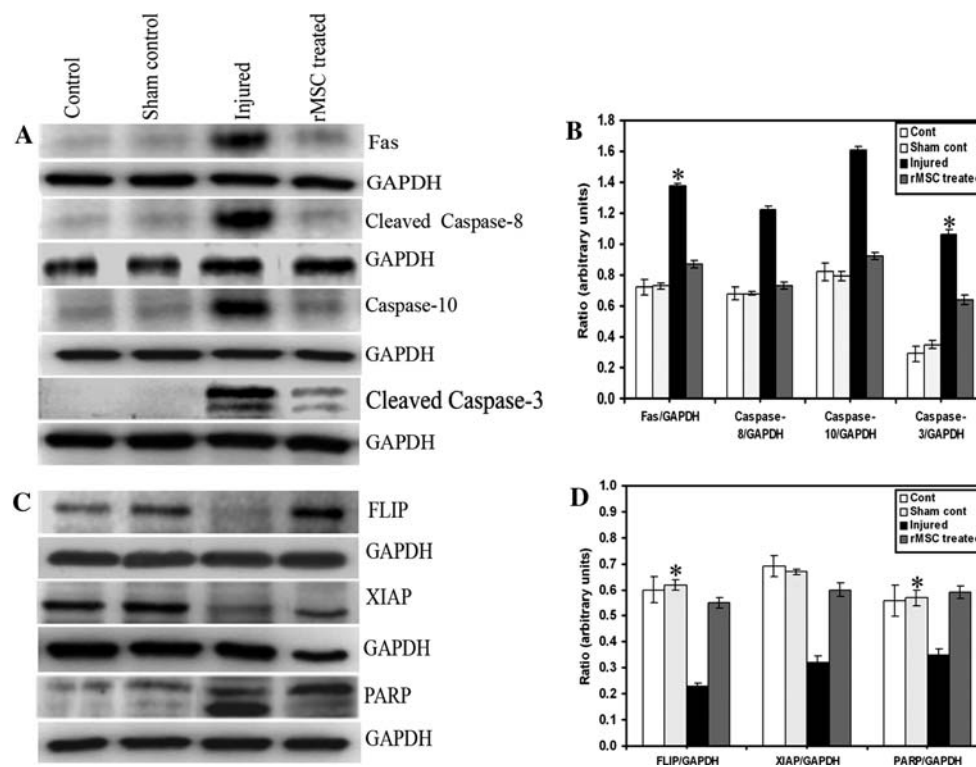 Control
Sham control
Injured
rMSC treated
A
Fas
GAPDH
Cleaved Caspase-8
GAPDH
Caspase-10
GAPDH
Cleaved Caspase-3
GAPDH
B
Cont
Sham cont
Injured
rMSC treated
Ratio (arbitrary units)
1.8
1.6
1.4
1.2
1.0
0.8
0.6
0.4
0.2
0.0
*
*
Fas/GAPDH
Caspase-
8/GAPDH
Caspase-
10/GAPDH
Caspase-
3/GAPDH
C
FLIP
GAPDH
XIAP
GAPDH
PARP
GAPDH
D
Cont
Sham cont
Injured
rMSC treated
Ratio (arbitrary units)
1.0
0.9
0.8
0.7
0.6
0.5
0.4
0.3
0.2
0.1
0.0
*
*
FLIP/GAPDH
XIAP/GAPDH
PARP/GAPDH